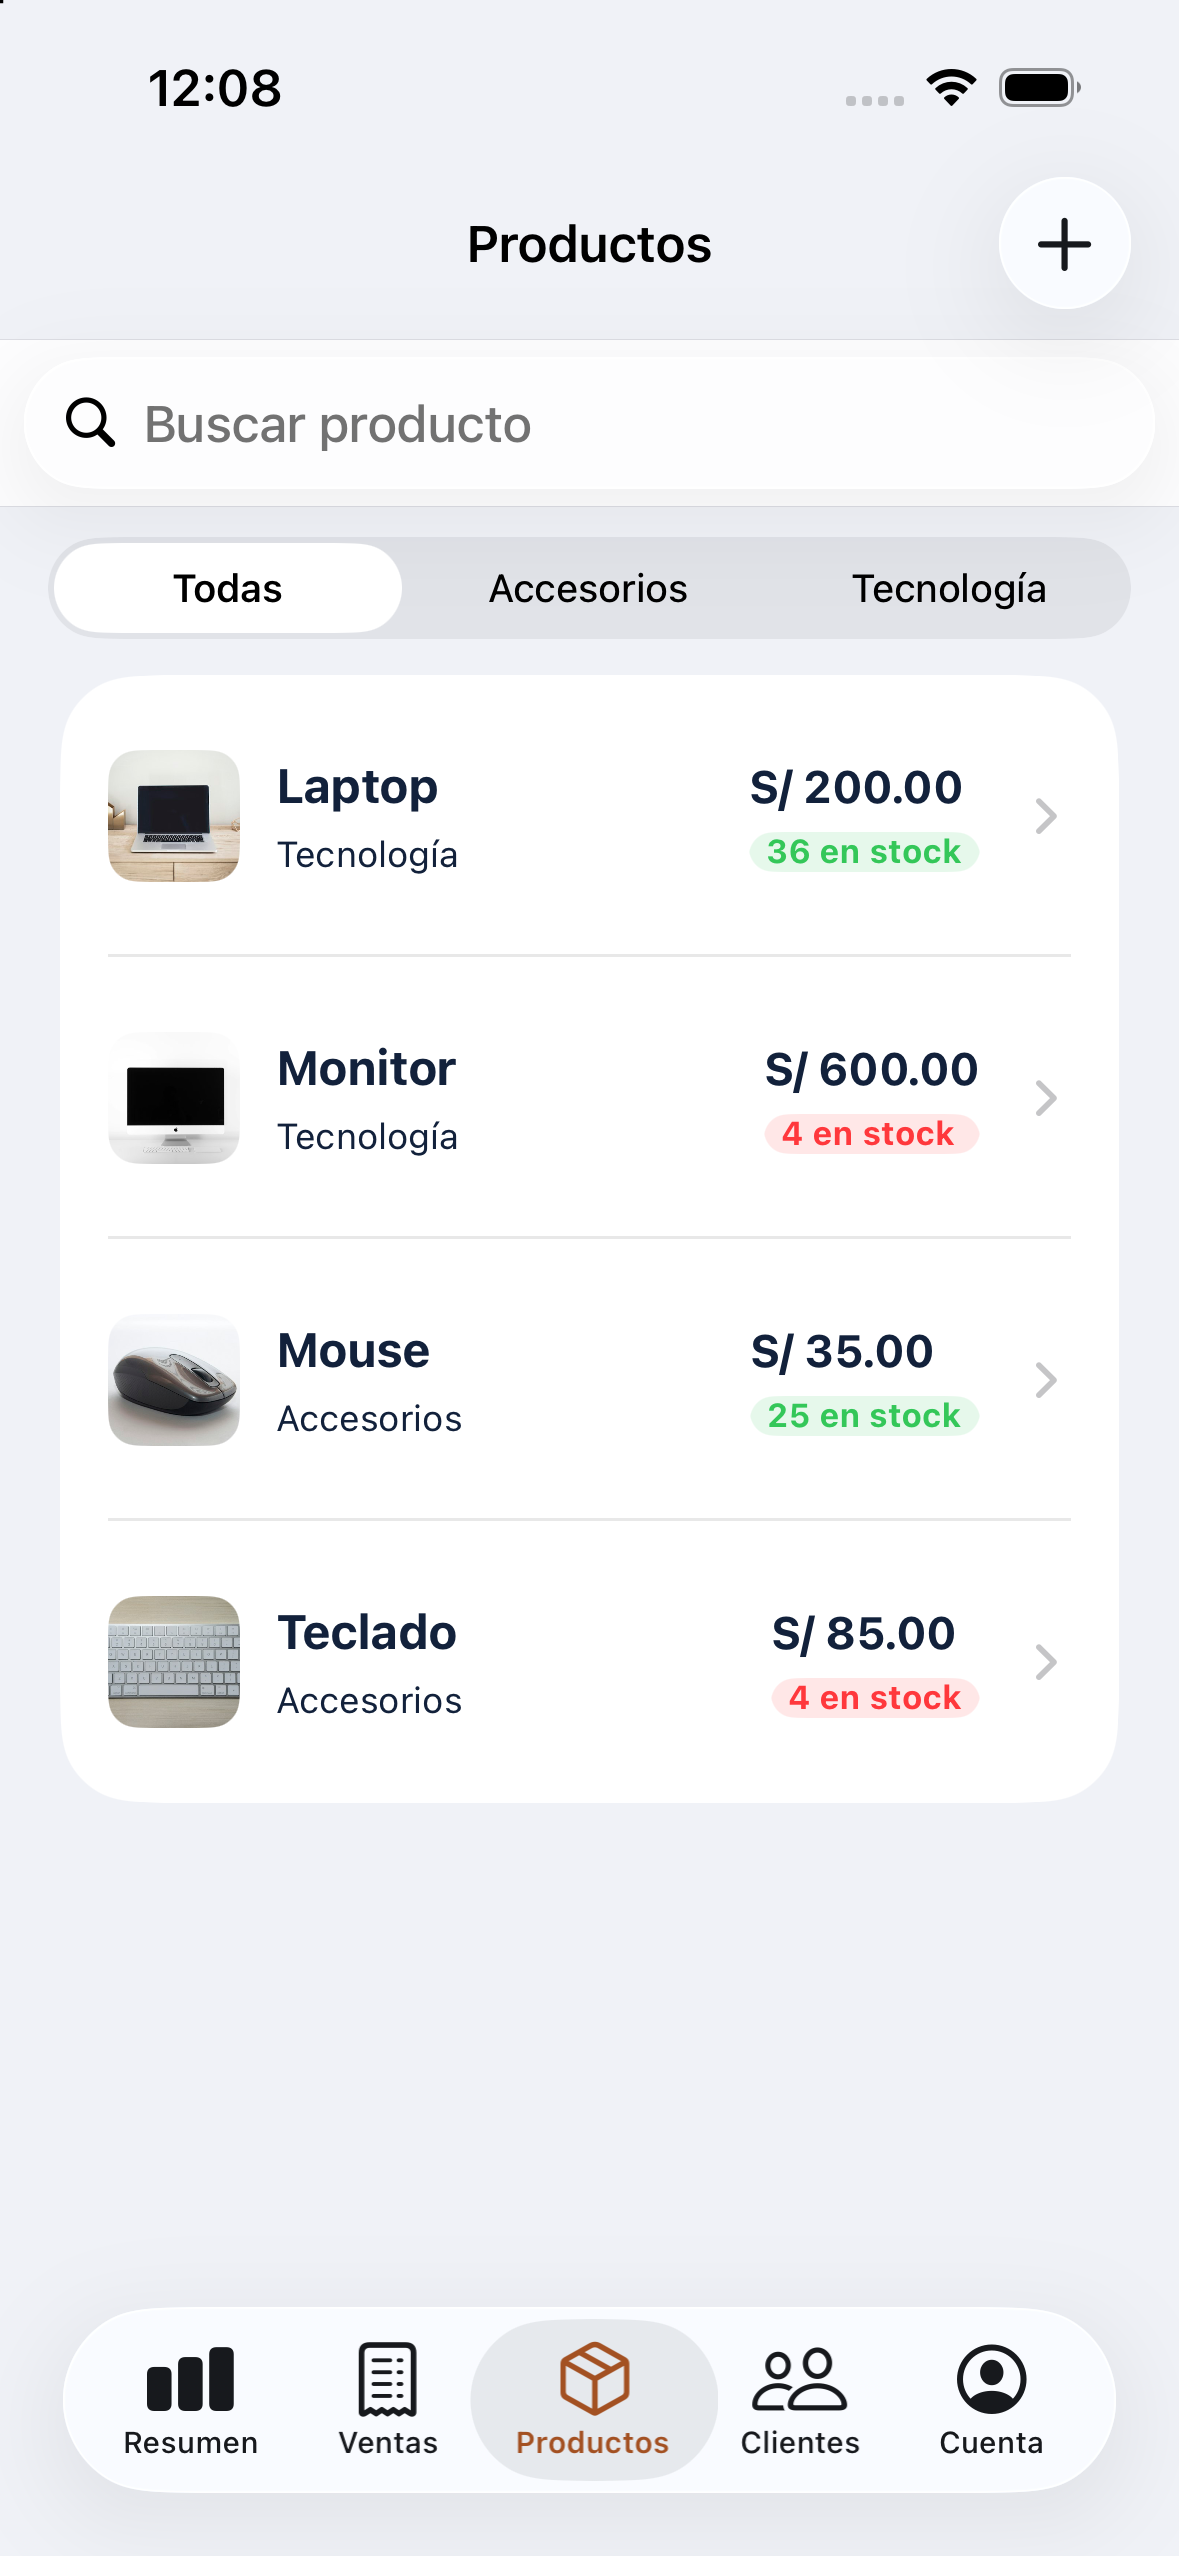 12:08
Productos
Buscar producto
Todas Accesorios Tecnología
Laptop S/ 200.00
Tecnología 36 en stock
Monitor S/ 600.00
Tecnología 4 en stock
Mouse S/ 35.00
Accesorios 25 en stock
Teclado S/ 85.00
Accesorios 4 en stock
Resumen Ventas Productos Clientes Cuenta